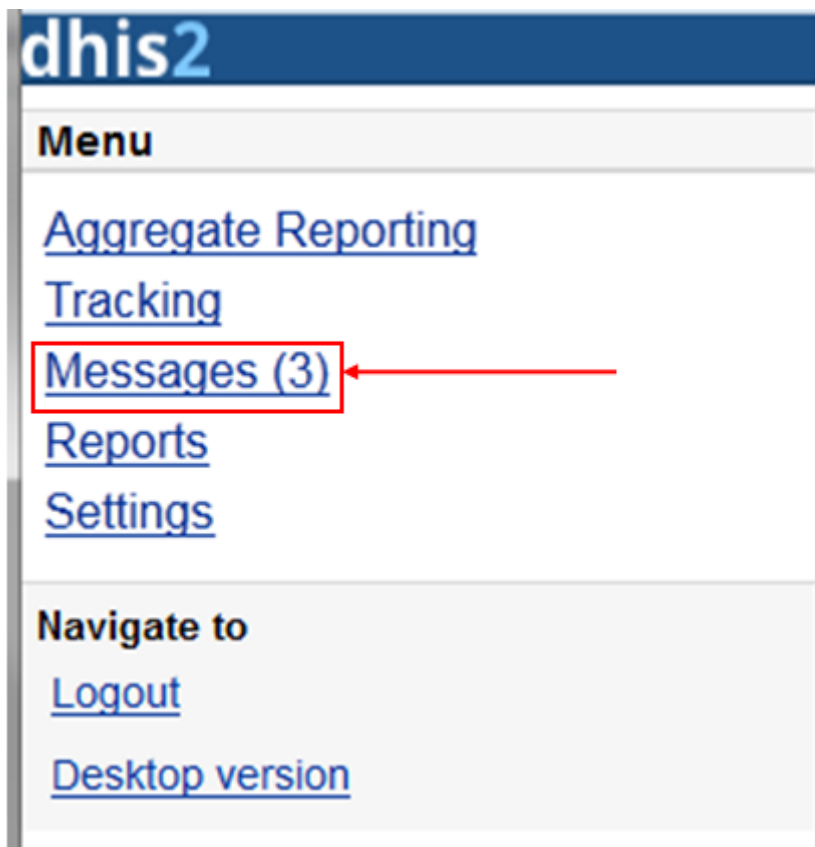 dhis2
Menu
Aggregate Reporting
Tracking
Messages (3)
Reports
Settings
Navigate to
Logout
Desktop version